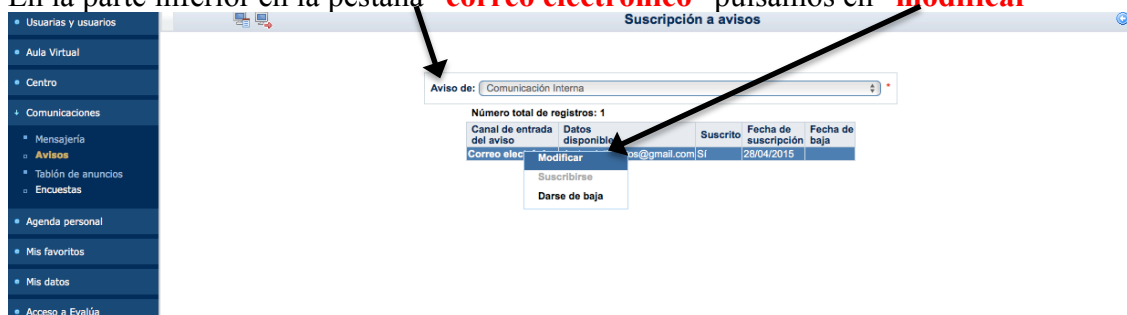 En la parte inferior en la pestaña "correo electrónico" pulsamos en "modificar"
Usuarias y usuarios
Suscripción a avisos
Aula Virtual
Centro
Aviso de: Comunicación Interna *
Comunicaciones
Número total de registros: 1
Mensajería
Canal de entrada del aviso Datos disponible Suscrito Fecha de suscripción Fecha de baja
Avisos
Correo elec os@gmail.com Sí 28/04/2015
Modificar
Tablón de anuncios
Suscribirse
Encuestas
Darse de baja
Agenda personal
Mis favoritos
Mis datos
Acceso a Evalúa